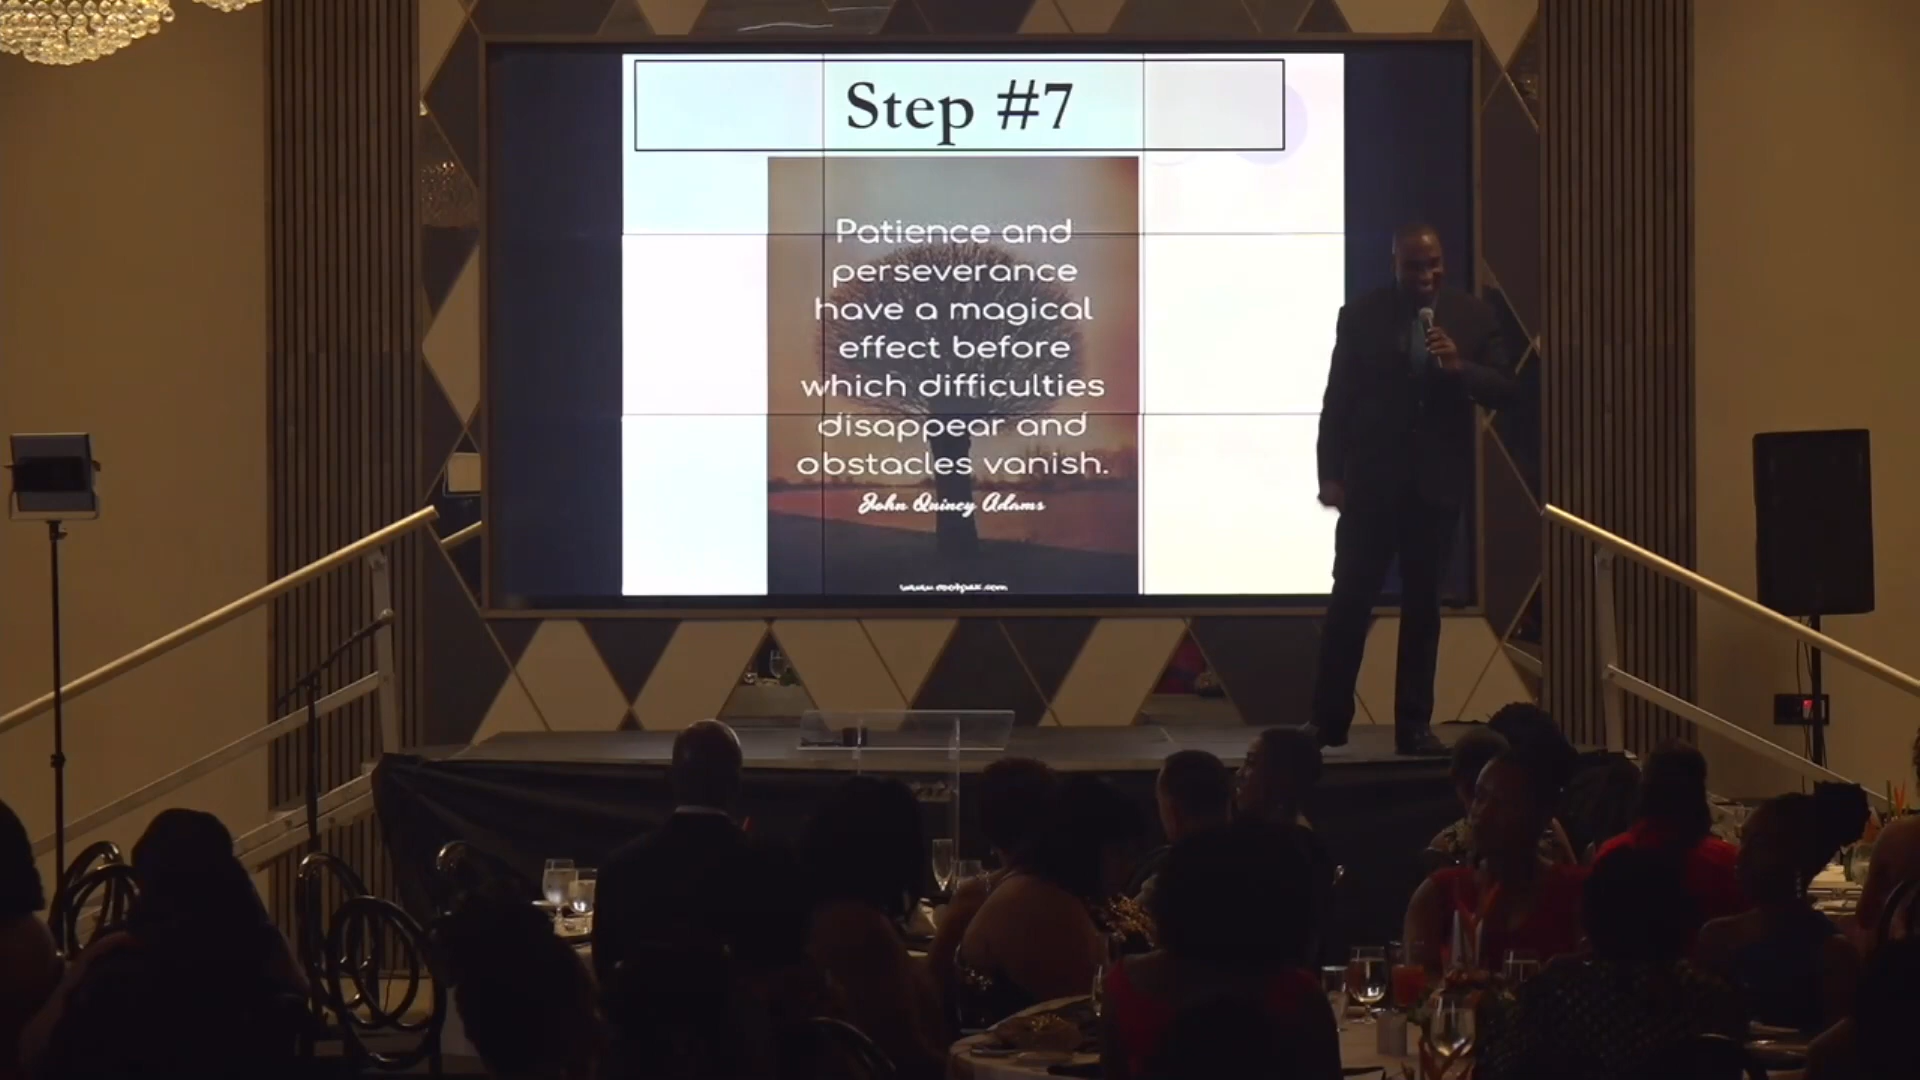 Step #7
Patience and
perseverance
have a magical
effect before
which difficulties
disappear and
obstacles vanish.
John Quincy Adams